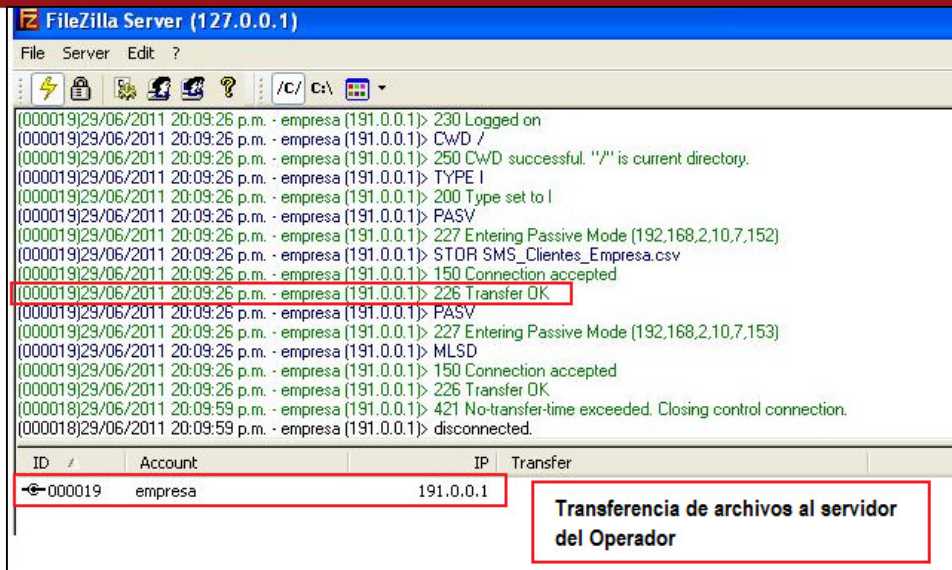 FileZilla Server (127.0.0.1)
File Server Edit ?
/C/ C:\
(000019)29/06/2011 20:09:26 p.m. - empresa (191.0.0.1)> 230 Logged on
(000019)29/06/2011 20:09:26 p.m. - empresa (191.0.0.1)> CWD /
(000019)29/06/2011 20:09:26 p.m. - empresa (191.0.0.1)> 250 CWD successful. "/" is current directory.
(000019)29/06/2011 20:09:26 p.m. - empresa (191.0.0.1)> TYPE I
(000019)29/06/2011 20:09:26 p.m. - empresa (191.0.0.1)> 200 Type set to I
(000019)29/06/2011 20:09:26 p.m. - empresa (191.0.0.1)> PASV
(000019)29/06/2011 20:09:26 p.m. - empresa (191.0.0.1)> 227 Entering Passive Mode (192,168,2,10,7,152)
(000019)29/06/2011 20:09:26 p.m. - empresa (191.0.0.1)> STOR SMS_Clientes_Empresa.csv
(000019)29/06/2011 20:09:26 p.m. - empresa (191.0.0.1)> 150 Connection accepted
(000019)29/06/2011 20:09:26 p.m. - empresa (191.0.0.1)> 226 Transfer OK
(000019)29/06/2011 20:09:26 p.m. - empresa (191.0.0.1)> PASV
(000019)29/06/2011 20:09:26 p.m. - empresa (191.0.0.1)> 227 Entering Passive Mode (192,168,2,10,7,153)
(000019)29/06/2011 20:09:26 p.m. - empresa (191.0.0.1)> MLSD
(000019)29/06/2011 20:09:26 p.m. - empresa (191.0.0.1)> 150 Connection accepted
(000019)29/06/2011 20:09:26 p.m. - empresa (191.0.0.1)> 226 Transfer OK
(000018)29/06/2011 20:09:59 p.m. - empresa (191.0.0.1)> 421 No-transfer-time exceeded. Closing control connection.
(000018)29/06/2011 20:09:59 p.m. - empresa (191.0.0.1)> disconnected.
ID / Account IP Transfer
000019 empresa 191.0.0.1
Transferencia de archivos al servidor
del Operador